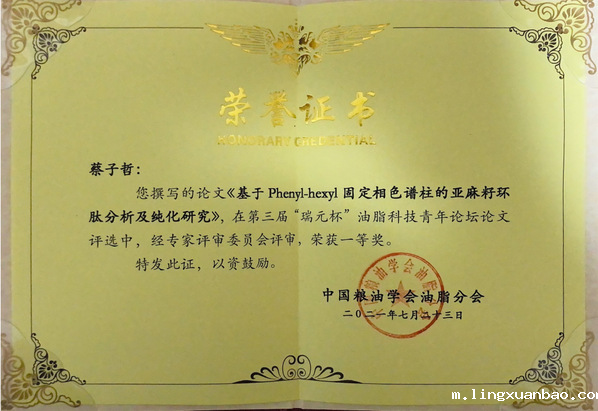 荣誉证书
HONORARY CREDENTIAL
蔡子哲：
您撰写的论文《基于 Phenyl-hexyl 固定相色谱柱的亚麻籽环
肽分析及纯化研究》，在第三届“瑞元杯”油脂科技青年论坛论文
评选中，经专家评审委员会评审，荣获一等奖。
特发此证，以资鼓励。
中国粮油学会油脂分会
二〇二一年七月二十三日
m.lingxuanbao.com